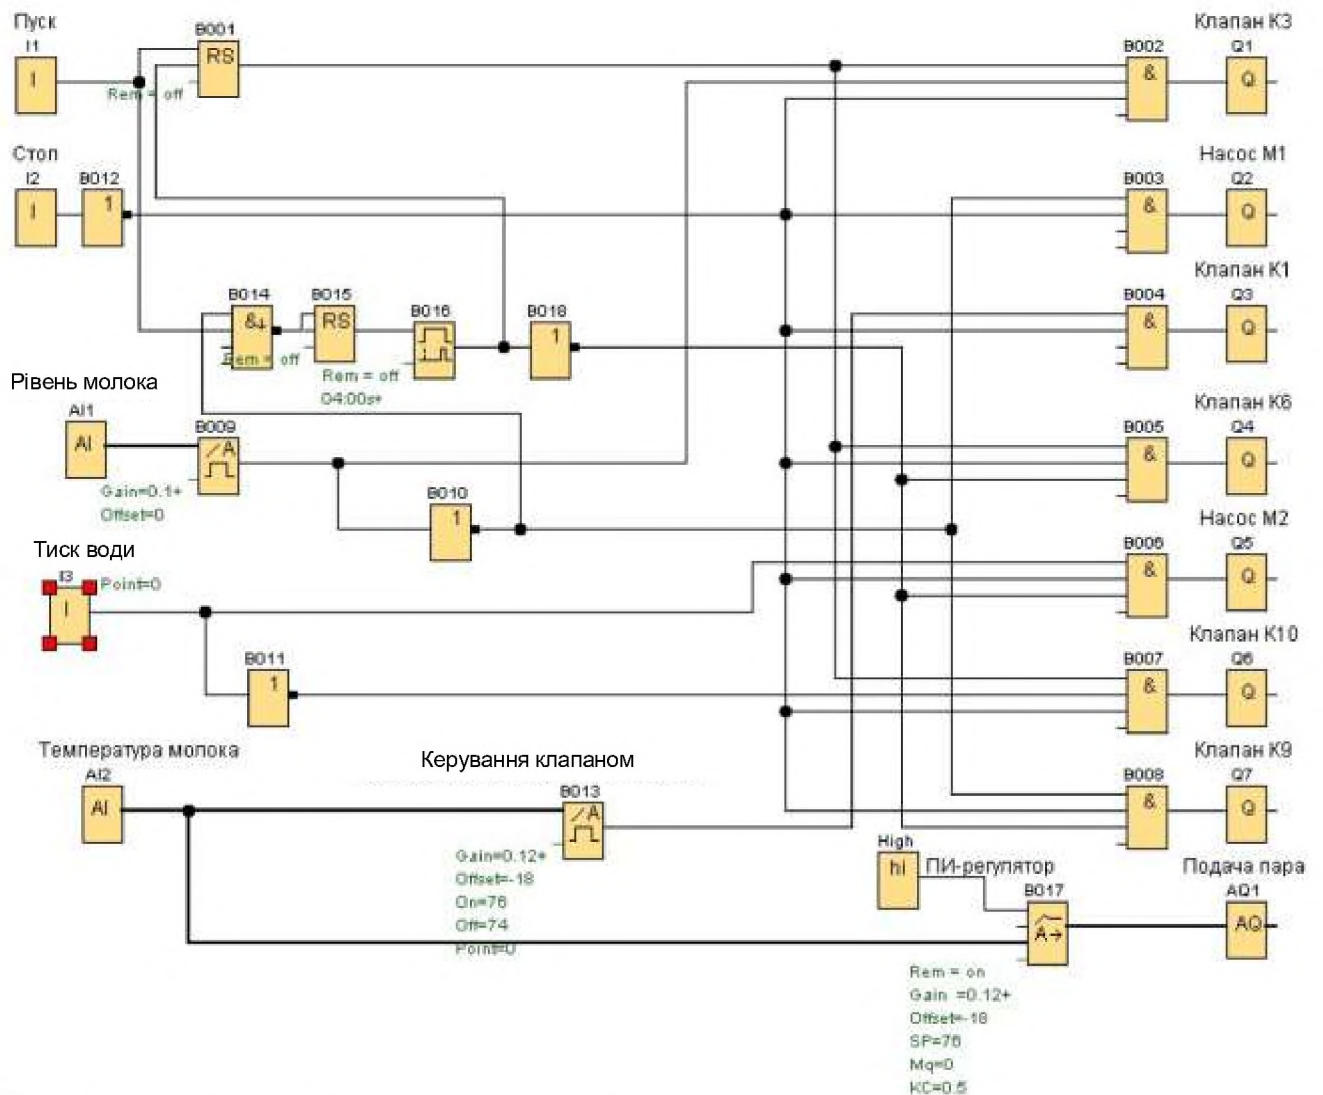 Пуск
I1
I
B001
RS
Rem = off
Клапан К3
B002
&
Q1
Q
Стоп
I2
I
B012
1
Насос М1
B003
&
Q2
Q
Клапан К1
B014
&↓
Rem = off
B015
RS
B016
Rem = off
04:00s+
B018
1
B004
&
Q3
Q
Рівень молока
AI1
AI
B009
/A
Gain=0.1+
Offset=0
Клапан К6
B005
&
Q4
Q
B010
1
Тиск води
I3
I
Point=0
Насос М2
B006
&
Q5
Q
B011
1
Клапан К10
B007
&
Q6
Q
Температура молока
AI2
AI
Керування клапаном
B013
/A
Gain=0.12+
Offset=-18
On=76
Off=74
Point=0
Клапан К9
B008
&
Q7
Q
High
hi
ПИ-регулятор
B017
A→
Rem = on
Gain =0.12+
Offset=-18
SP=76
Mq=0
KC=0.5
Подача пара
AQ1
AQ